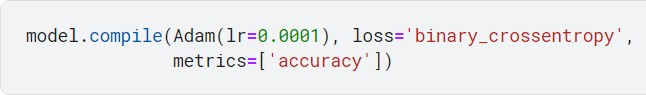 model.compile(Adam(lr=0.0001), loss='binary_crossentropy',
metrics=['accuracy'])